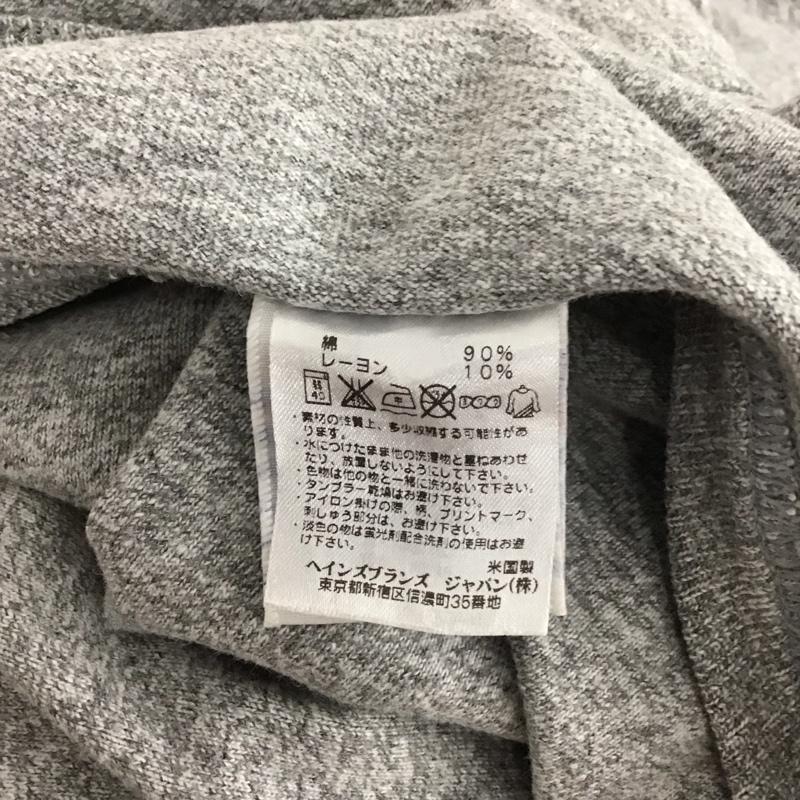 綿 90%
レーヨン 10%
弱 40 中
・素材の性質上、多少収縮する可能性があ
ります。
・水につけたまま他の洗濯物と重ねあわせ
たり、放置しないようにして下さい。
・色物は他の物と一緒に洗わないで下さい。
・タンブラー乾燥はお避け下さい。
・アイロン掛けの際、柄、プリントマーク、
刺しゅう部分は、お避け下さい。
・淡色の物は蛍光剤配合洗剤の使用はお避
け下さい。
米国製
ヘインズブランズ ジャパン(株)
東京都新宿区信濃町35番地